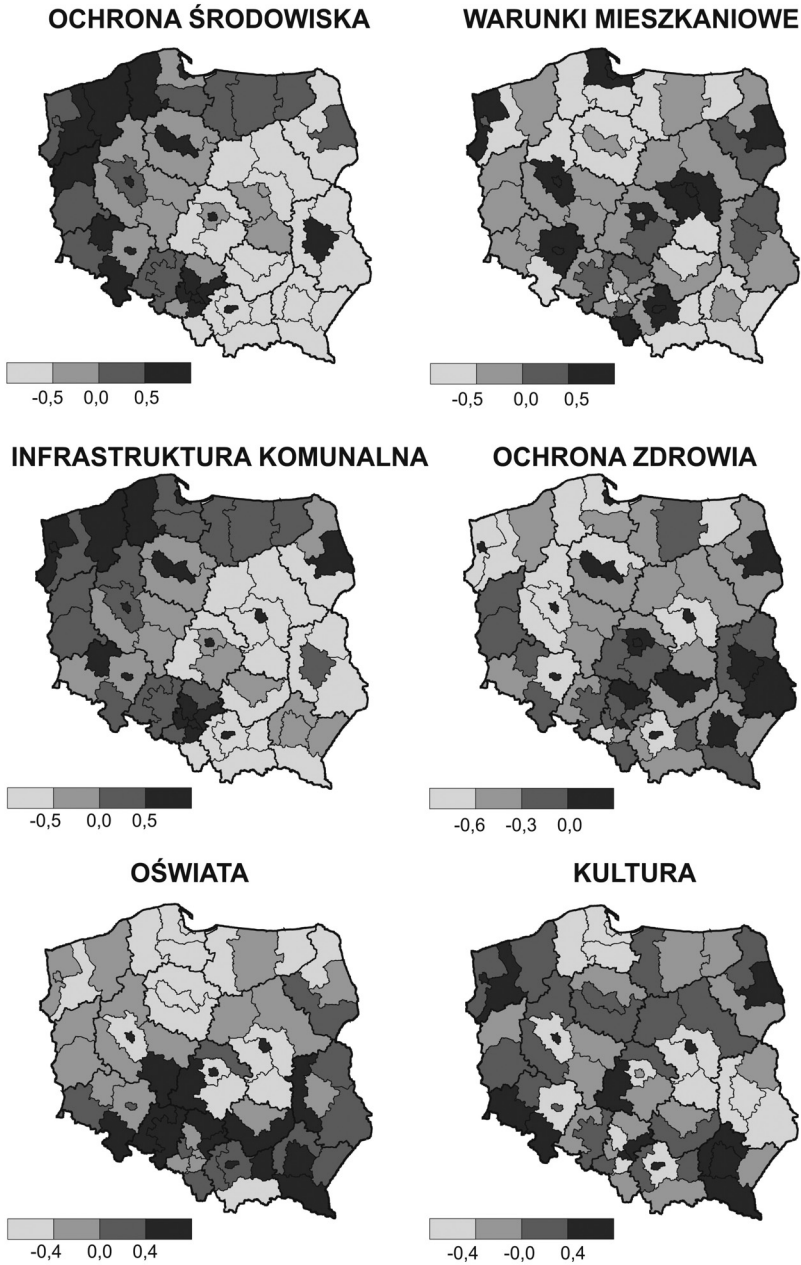 OCHRONA ŚRODOWISKA WARUNKI MIESZKANIOWE
-0,5 0,0 0,5 -0,5 0,0 0,5
INFRASTRUKTURA KOMUNALNA OCHRONA ZDROWIA
-0,5 0,0 0,5 -0,6 -0,3 0,0
OŚWIATA KULTURA
-0,4 0,0 0,4 -0,4 -0,0 0,4